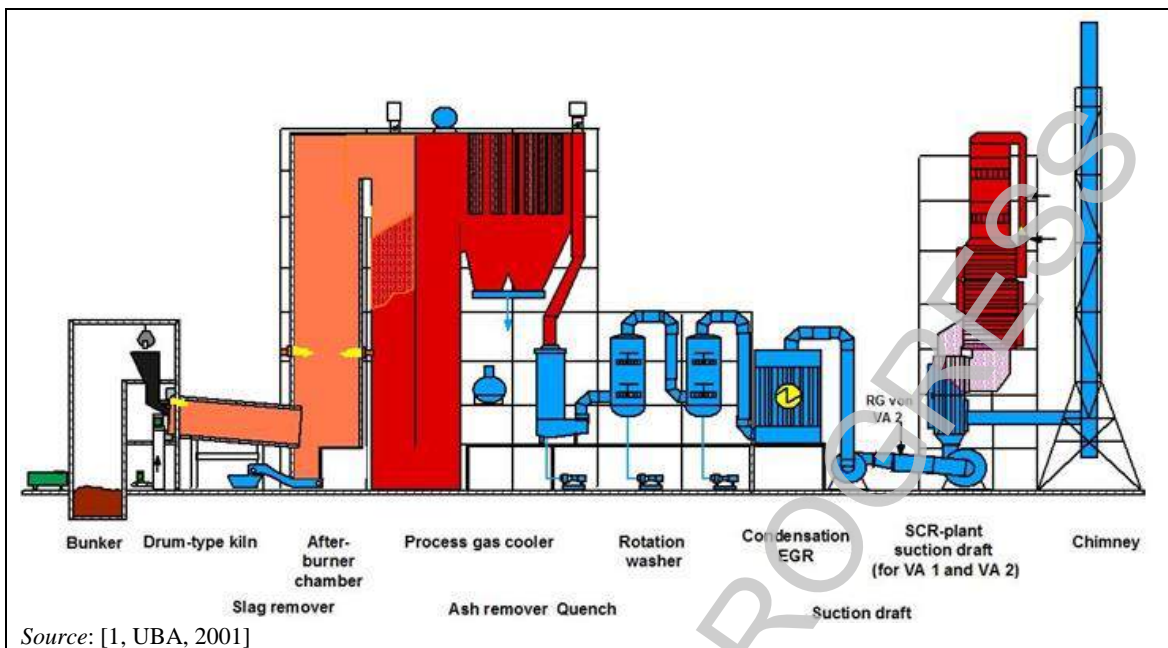 RG von
VA 2
Bunker
Drum-type kiln
After-
burner
chamber
Process gas cooler
Rotation
washer
Condensation
EGR
SCR-plant
suction draft
(for VA 1 and VA 2)
Chimney
Slag remover
Ash remover Quench
Suction draft
Source: [1, UBA, 2001]
ROGRESS